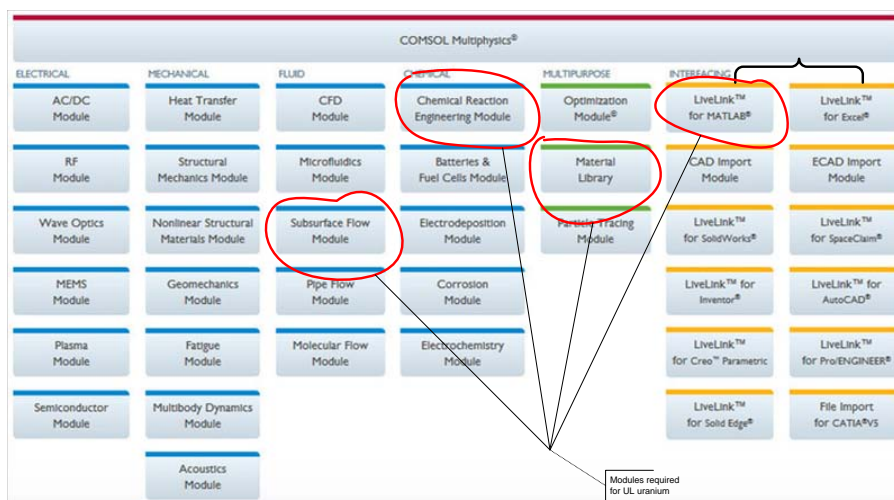 COMSOL Multiphysics®
ELECTRICAL
MECHANICAL
FLUID
CHEMICAL
MULTIPURPOSE
INTERFACING
AC/DC
Module
Heat Transfer
Module
CFD
Module
Chemical Reaction
Engineering Module
Optimization
Module®
LiveLink™
for MATLAB®
LiveLink™
for Excel®
RF
Module
Structural
Mechanics Module
Microfluidics
Module
Batteries &
Fuel Cells Module
Material
Library
CAD Import
Module
ECAD Import
Module
Wave Optics
Module
Nonlinear Structural
Materials Module
Subsurface Flow
Module
Electrodeposition
Module
Particle Tracing
Module
LiveLink™
for SolidWorks®
LiveLink™
for SpaceClaim®
MEMS
Module
Geomechanics
Module
Pipe Flow
Module
Corrosion
Module
LiveLink™ for
Inventor®
LiveLink™ for
AutoCAD®
Plasma
Module
Fatigue
Module
Molecular Flow
Module
Electrochemistry
Module
LiveLink™
for Creo™ Parametric
LiveLink™
for Pro/ENGINEER®
Semiconductor
Module
Multibody Dynamics
Module
LiveLink™
for Solid Edge®
File Import
for CATIA®V5
Acoustics
Module
Modules required
for UL uranium